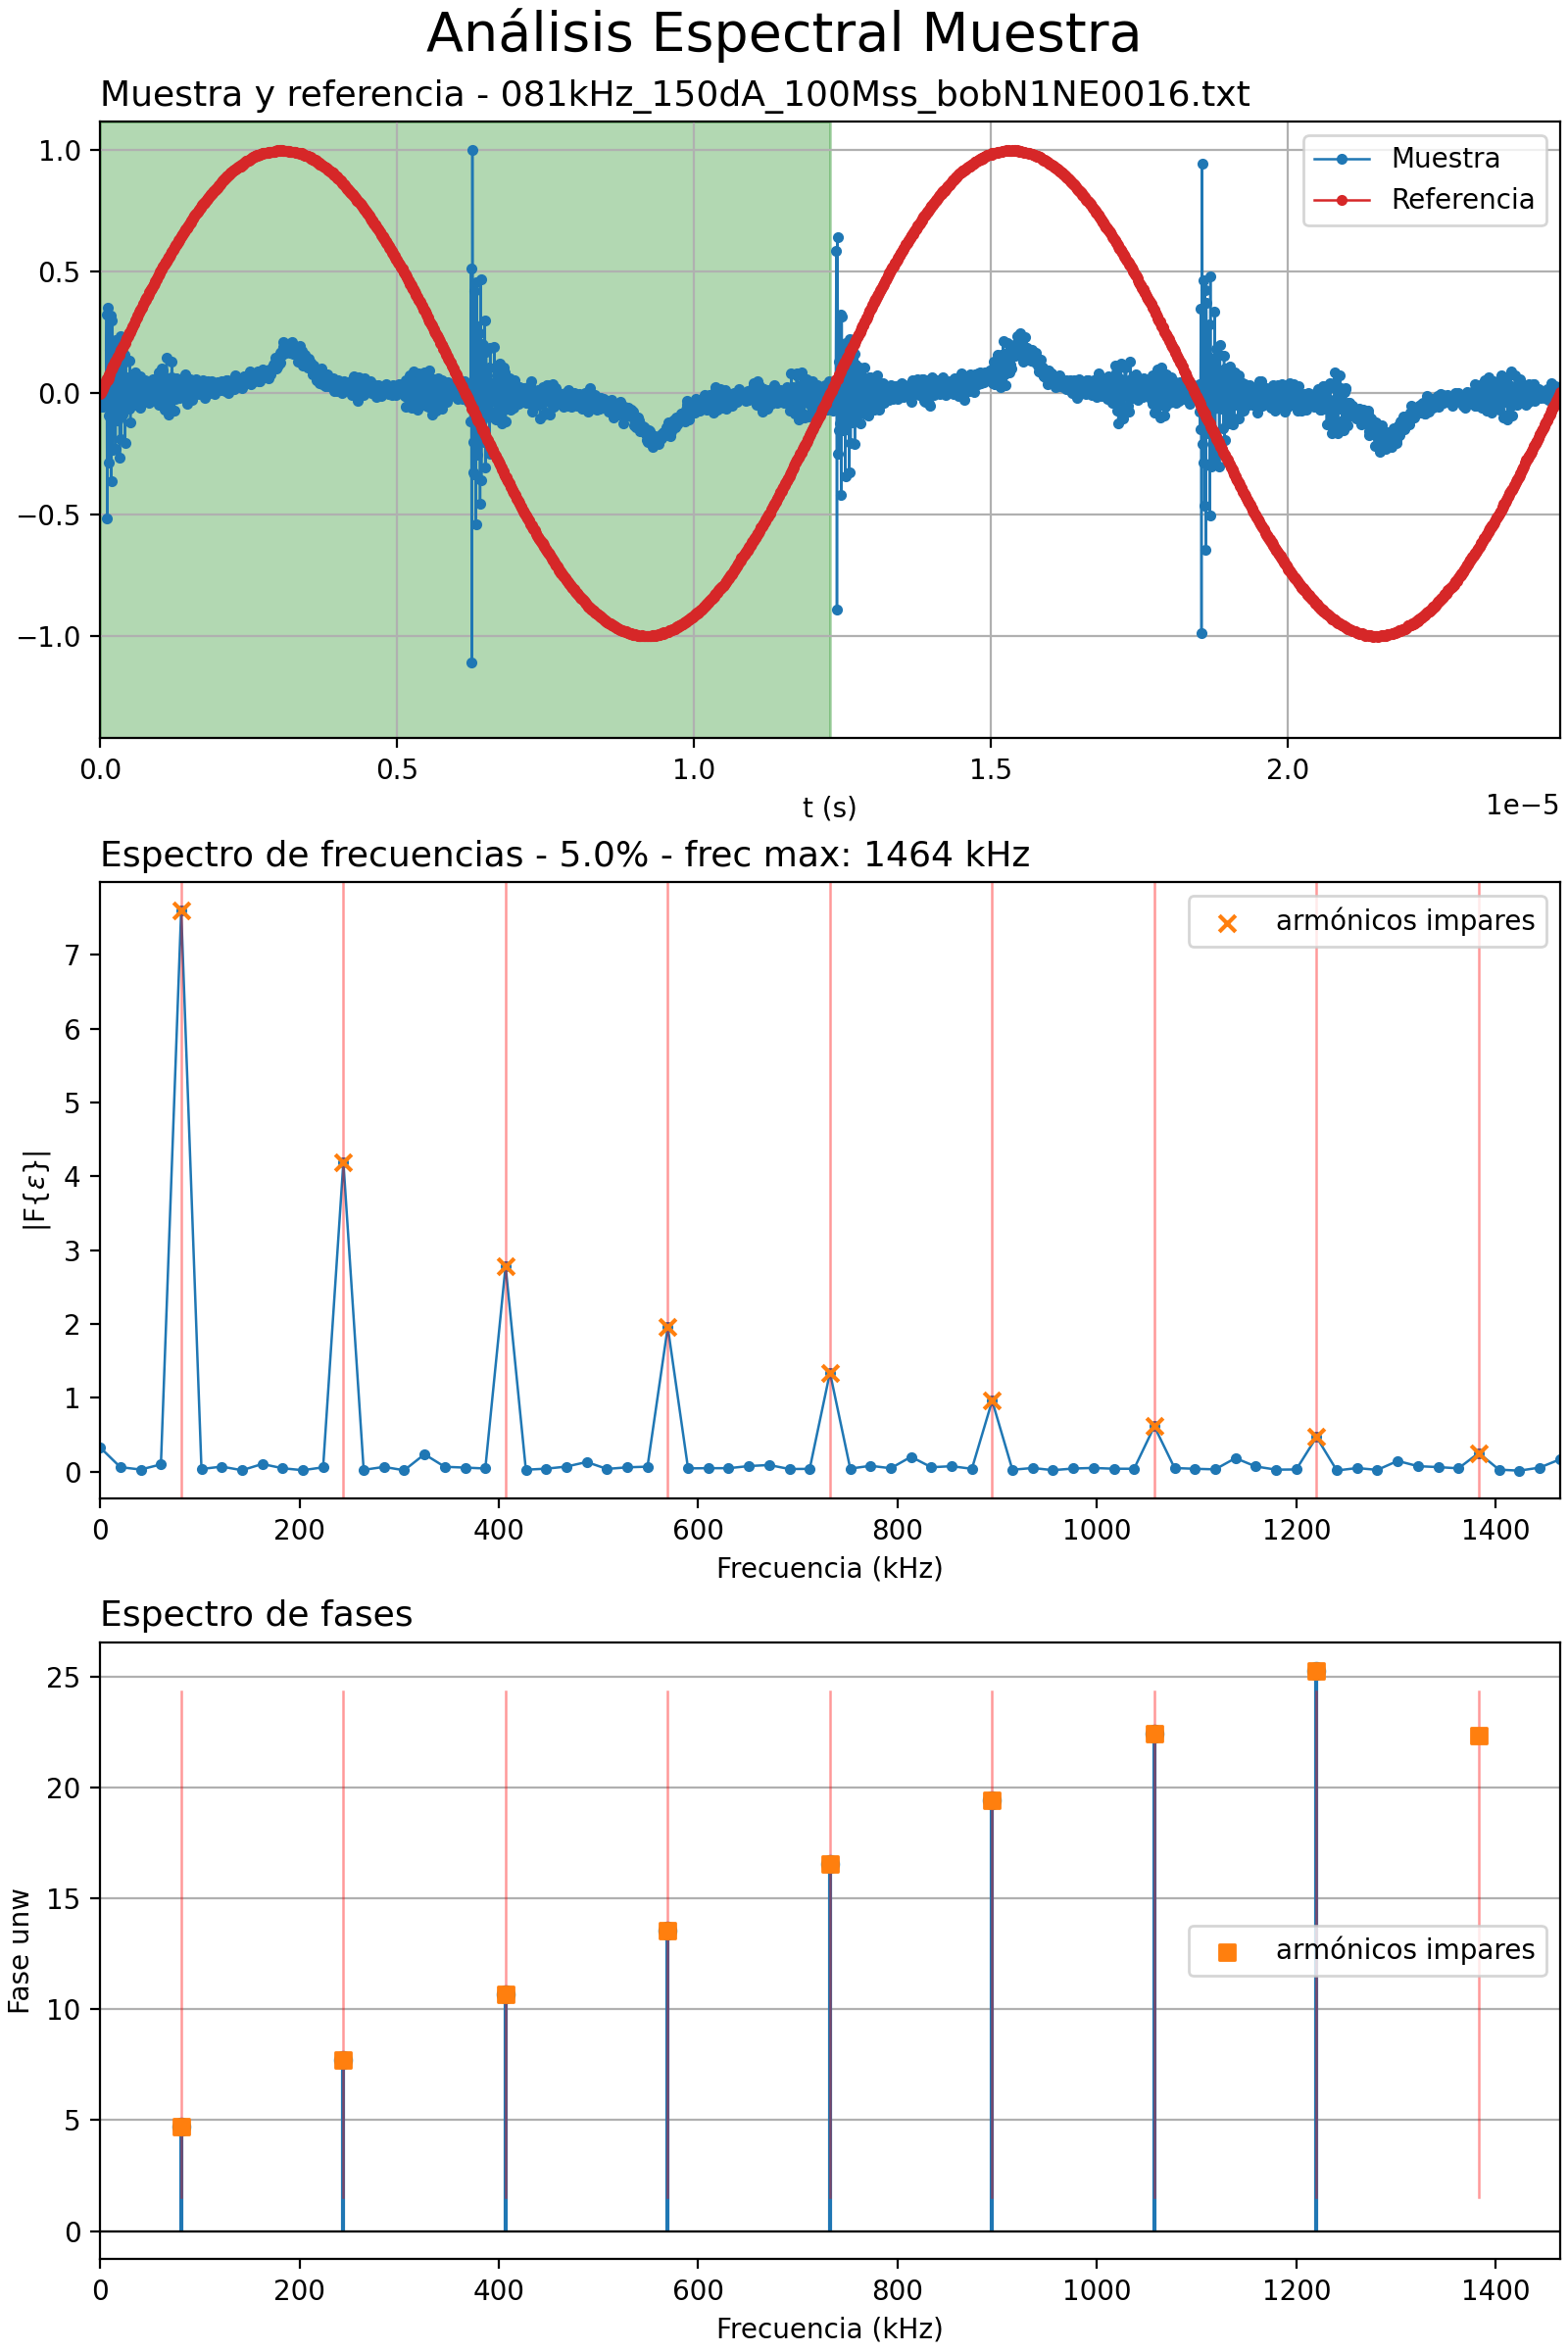 Análisis Espectral Muestra
Muestra y referencia - 081kHz_150dA_100Mss_bobN1NE0016.txt
Muestra
Referencia
1.0
0.5
0.0
−0.5
−1.0
0.0 0.5 1.0 1.5 2.0
t (s)
1e−5
Espectro de frecuencias - 5.0% - frec max: 1464 kHz
armónicos impares
|F{ε}|
7
6
5
4
3
2
1
0
0 200 400 600 800 1000 1200 1400
Frecuencia (kHz)
Espectro de fases
armónicos impares
Fase unw
25
20
15
10
5
0
0 200 400 600 800 1000 1200 1400
Frecuencia (kHz)